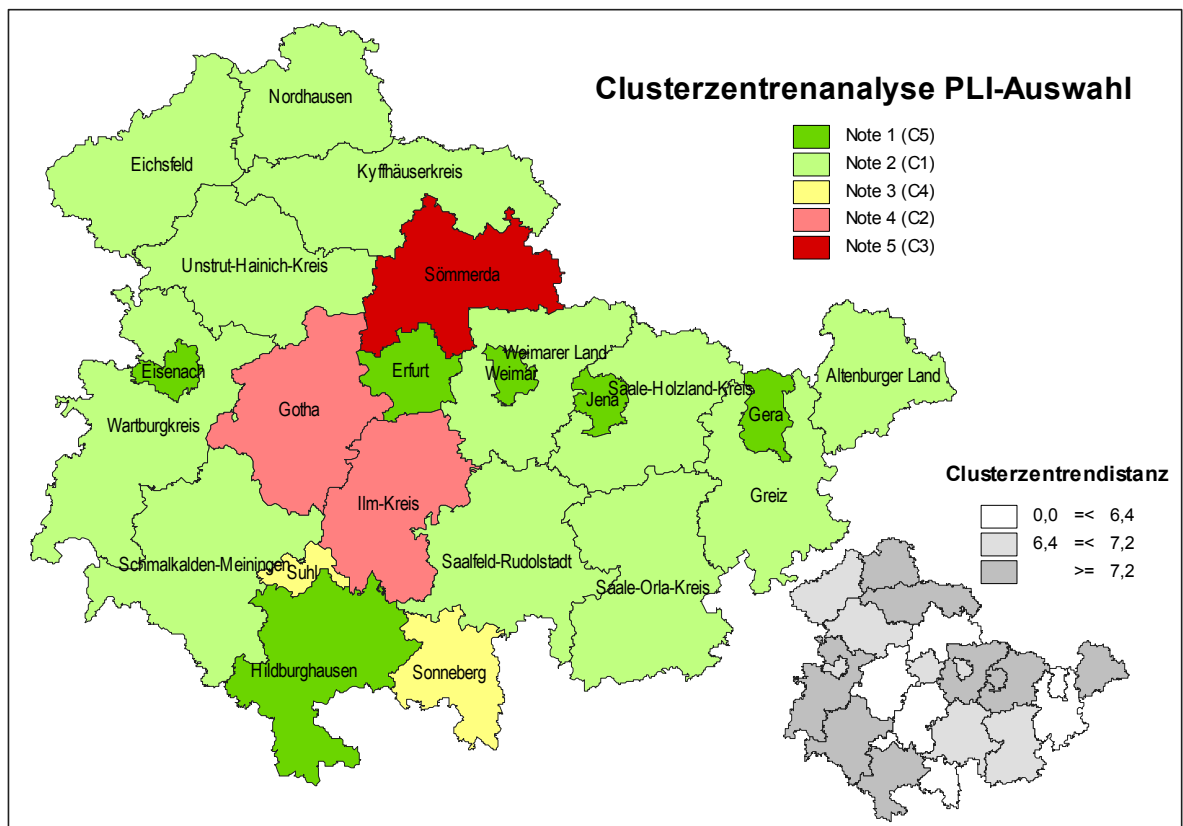 Clusterzentrenanalyse PLI-Auswahl
Note 1 (C5)
Note 2 (C1)
Note 3 (C4)
Note 4 (C2)
Note 5 (C3)
Nordhausen
Eichsfeld
Kyffhäuserkreis
Unstrut-Hainich-Kreis
Sömmerda
Eisenach
Erfurt
Weimarer Land
Weimar
Saale-Holzland-Kreis
Altenburger Land
Jena
Gera
Gotha
Wartburgkreis
Ilm-Kreis
Greiz
Schmalkalden-Meiningen
Suhl
Saalfeld-Rudolstadt
Saale-Orla-Kreis
Hildburghausen
Sonneberg
Clusterzentrendistanz
0,0 =< 6,4
6,4 =< 7,2
>= 7,2